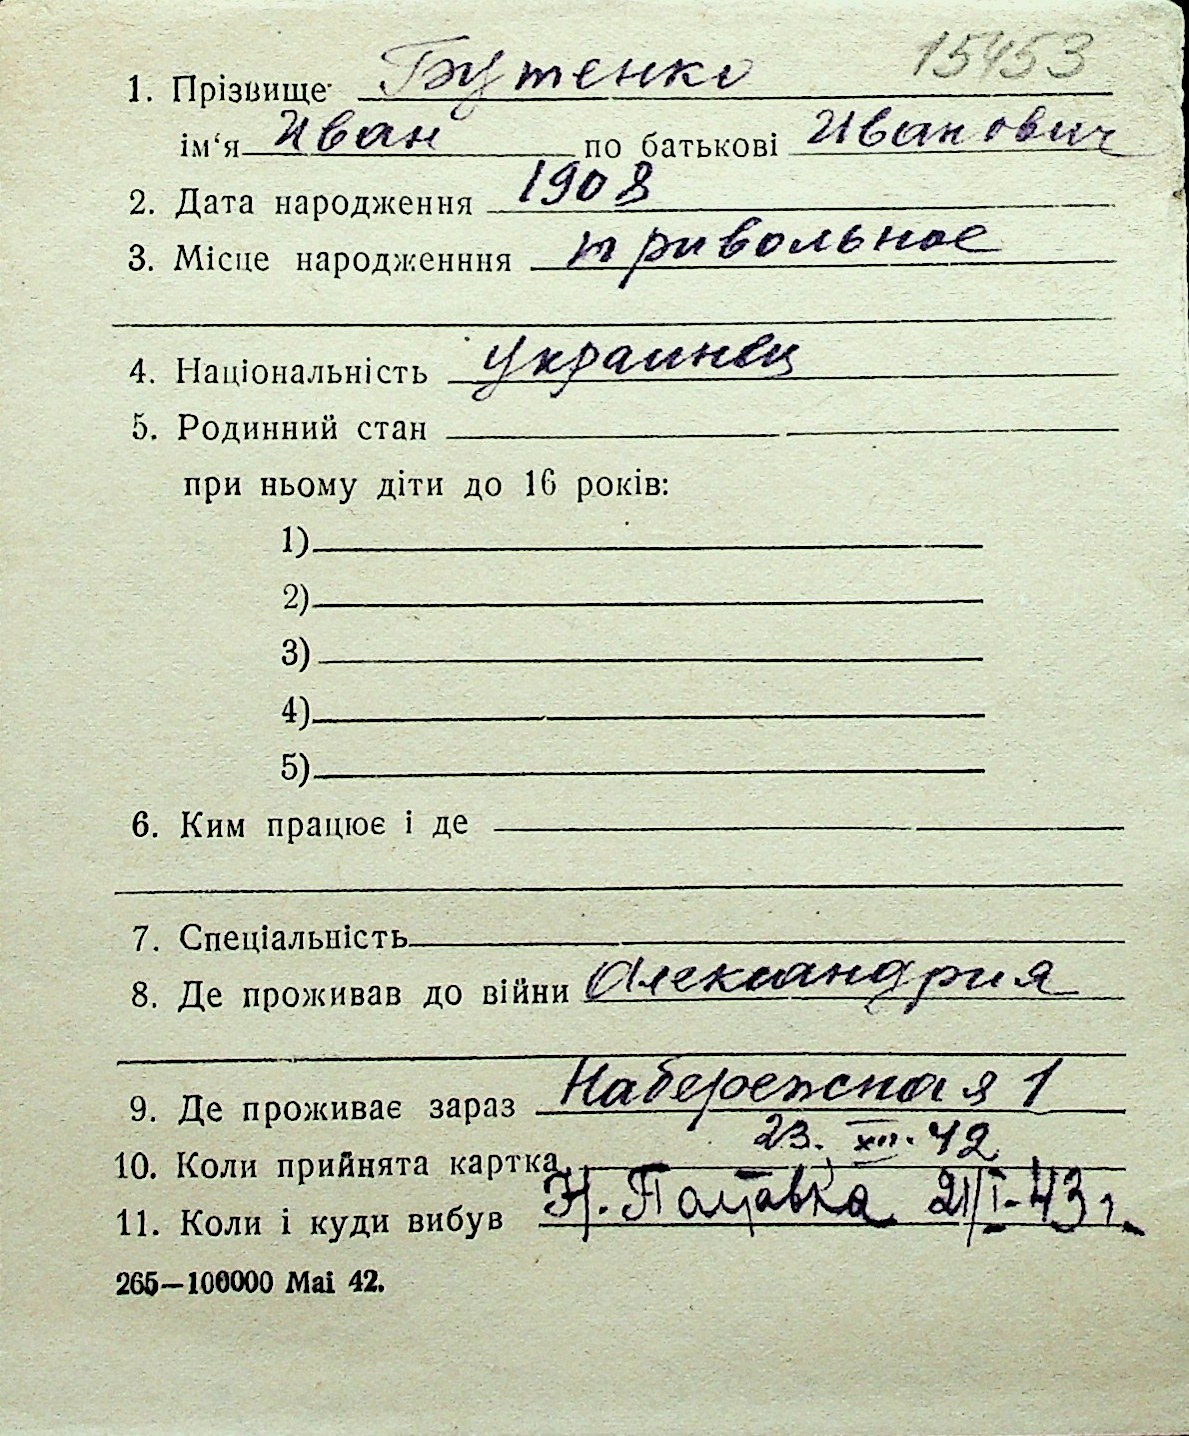 15453
1. Прізвище Бутенко
ім‘я Иван по батькові Иванович
2. Дата народження 1908
3. Місце народженння привольное
4. Національність украинец
5. Родинний стан
при ньому діти до 16 років:
1)
2)
3)
4)
5)
6. Ким працює і де
7. Спеціальність
8. Де проживав до війни Александрия
9. Де проживає зараз Набережная 1
10. Коли прийнята картка 23. XII. 42
11. Коли і куди вибув Н. Полтавка 21/I-43 г.
265—100000 Mai 42.